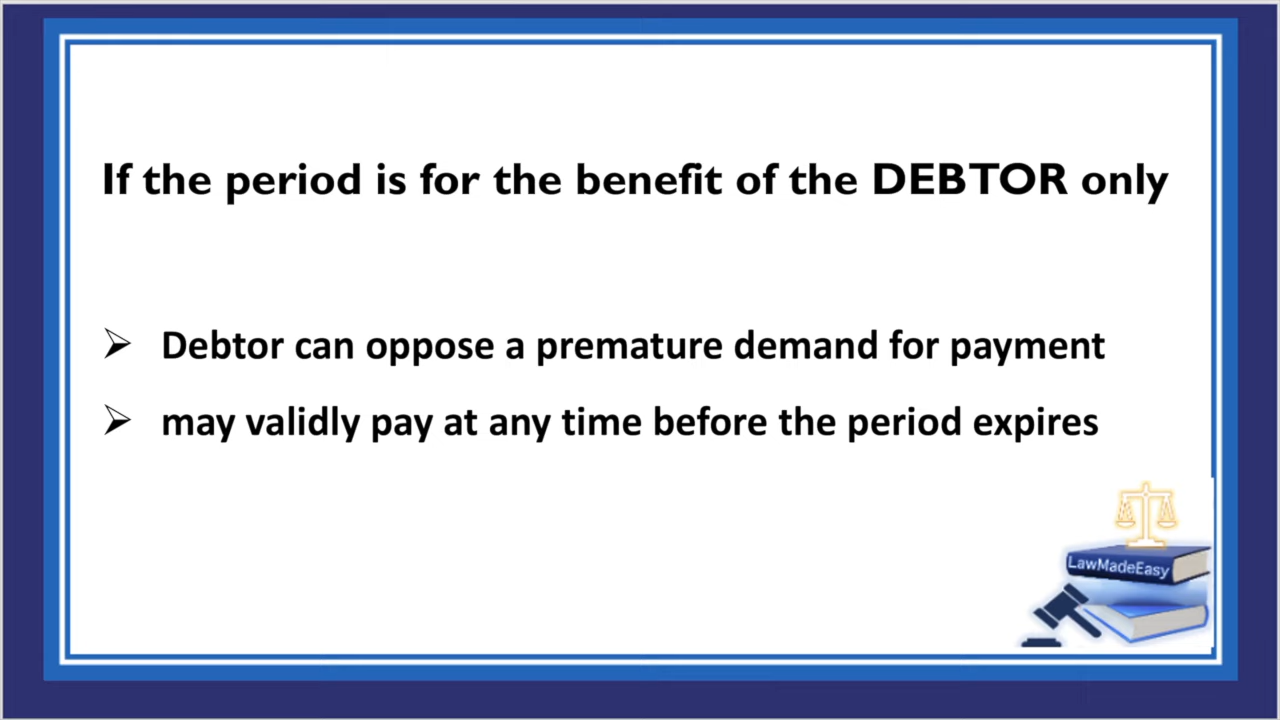 If the period is for the benefit of the DEBTOR only
➢ Debtor can oppose a premature demand for payment
➢ may validly pay at any time before the period expires
LawMadeEasy